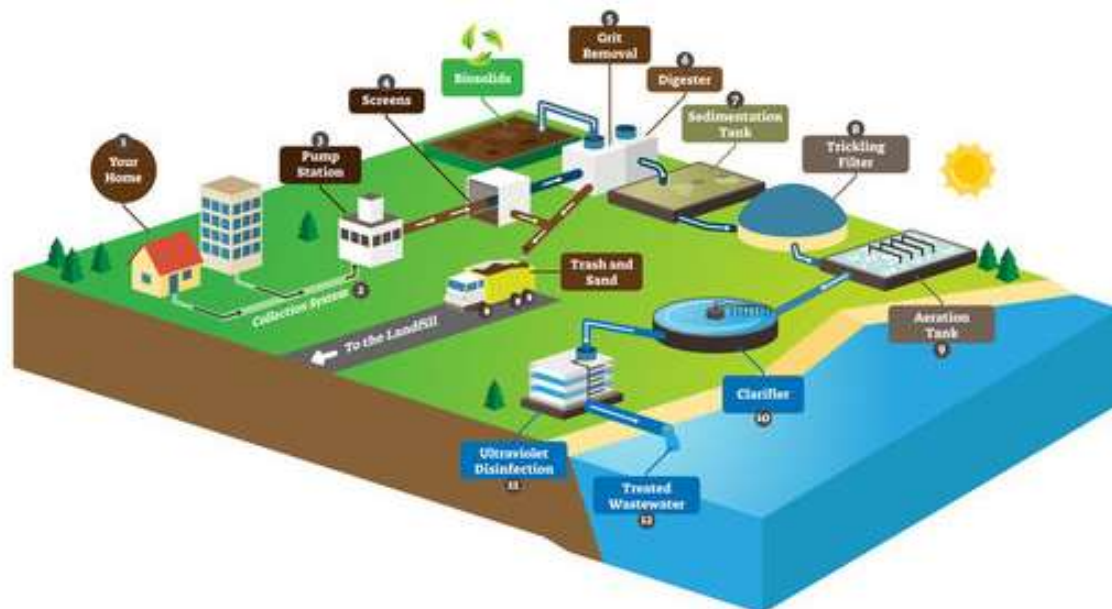 1
Your
Home
Collection System 2
3
Pump
Station
4
Screens
Biosolids
5
Grit
Removal
6
Digester
7
Sedimentation
Tank
8
Trickling
Filter
Aeration
Tank
9
Trash and
Sand
To the Landfill
Clarifier
10
Ultraviolet
Disinfection
11
Treated
Wastewater
12